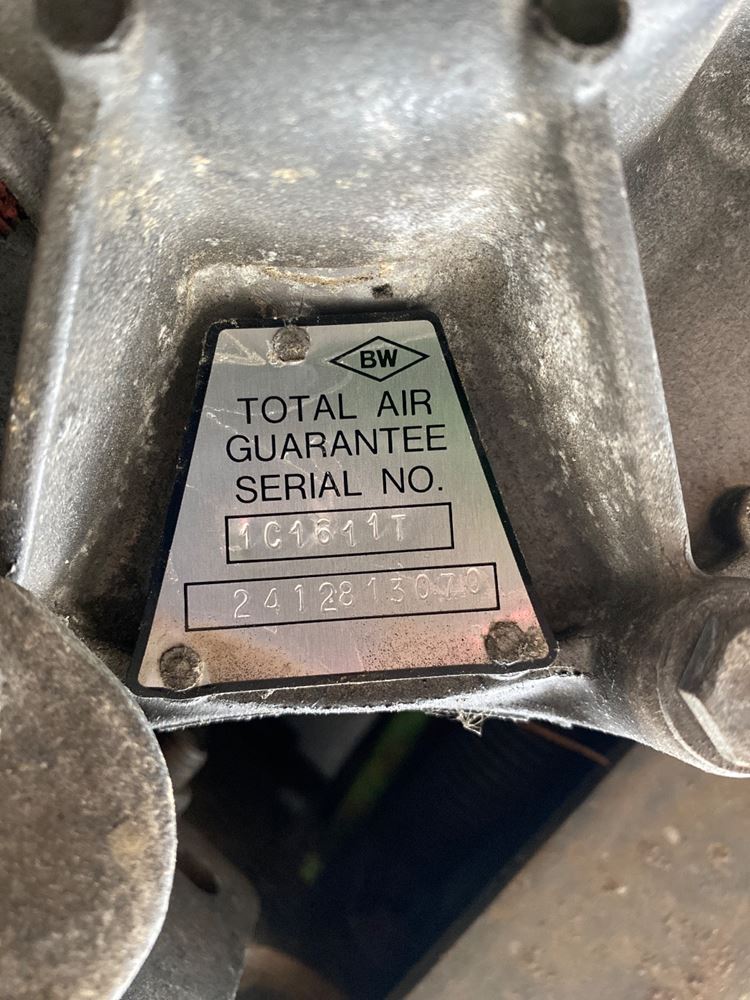 BW
TOTAL AIR
GUARANTEE
SERIAL NO.
1C1611T
2412813070